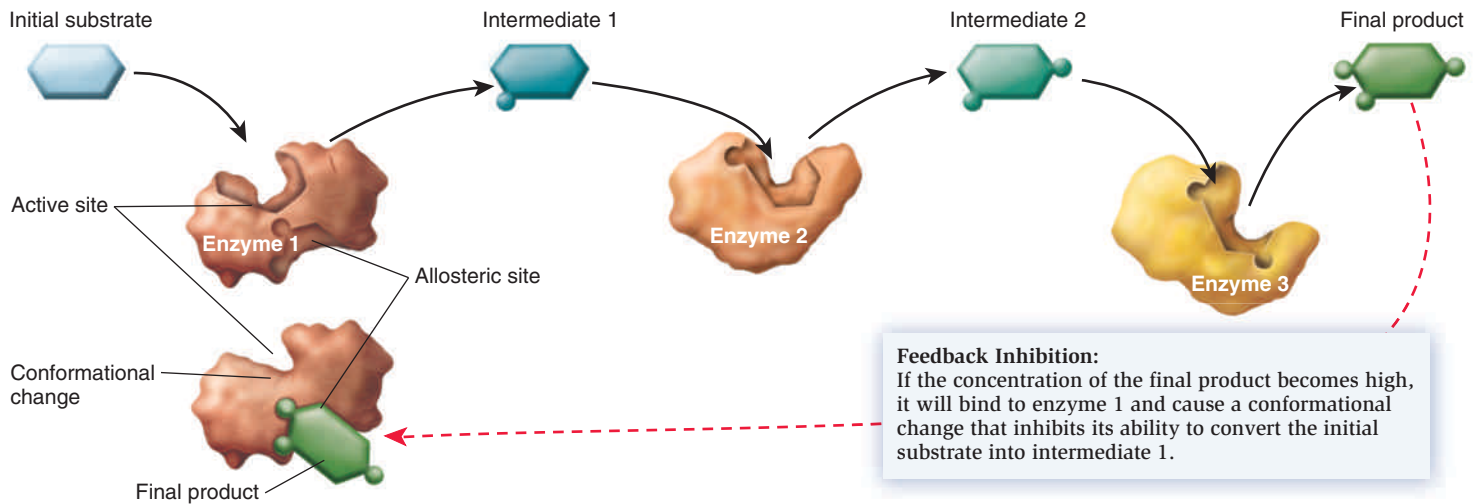 Initial substrate
Intermediate 1
Intermediate 2
Final product
Active site
Enzyme 1
Enzyme 2
Enzyme 3
Allosteric site
Conformational
change
Final product
Feedback Inhibition:
If the concentration of the final product becomes high,
it will bind to enzyme 1 and cause a conformational
change that inhibits its ability to convert the initial
substrate into intermediate 1.